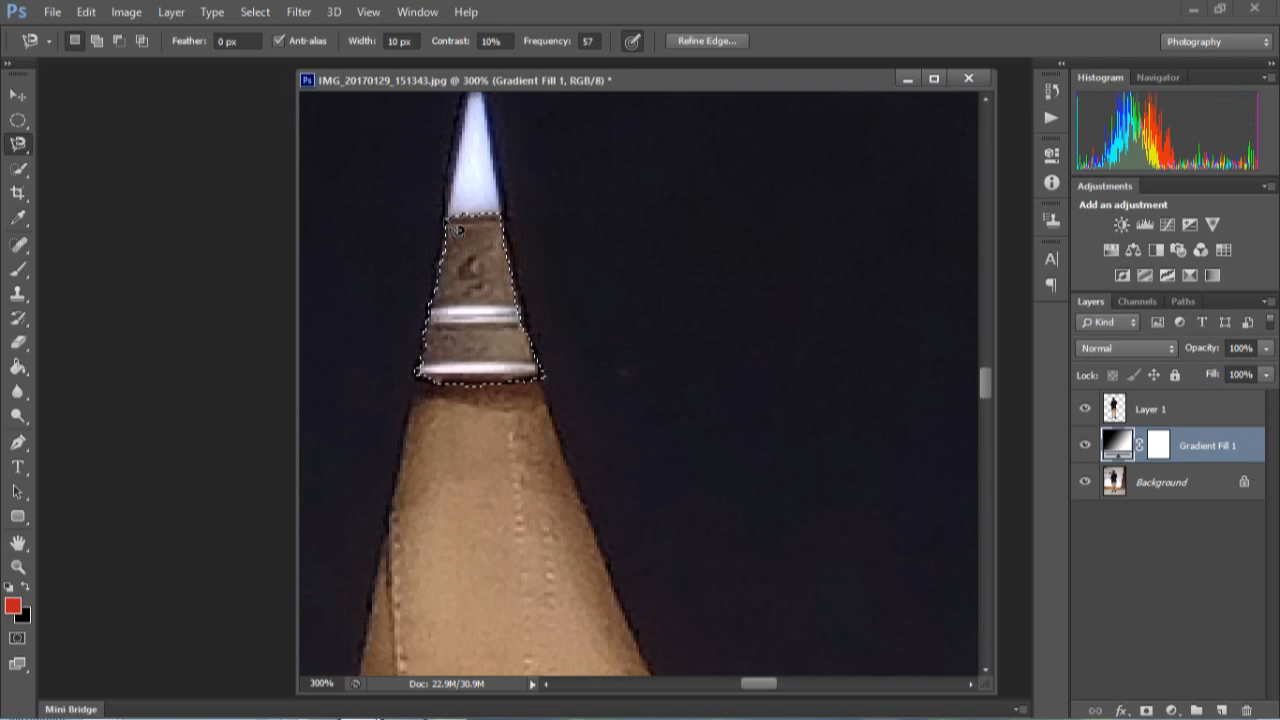 Ps File Edit Image Layer Type Select Filter 3D View Window Help
Feather: 0 px Anti-alias Width: 10 px Contrast: 10% Frequency: 57 Refine Edge... Photography
Ps IMG_20170129_151343.jpg @ 300% (Gradient Fill 1, RGB/8) *
Histogram Navigator
Adjustments
Add an adjustment
Layers Channels Paths
Kind
Normal Opacity: 100%
Lock: Fill: 100%
Layer 1
Gradient Fill 1
Background
300% Doc: 22.9M/30.9M
Mini Bridge